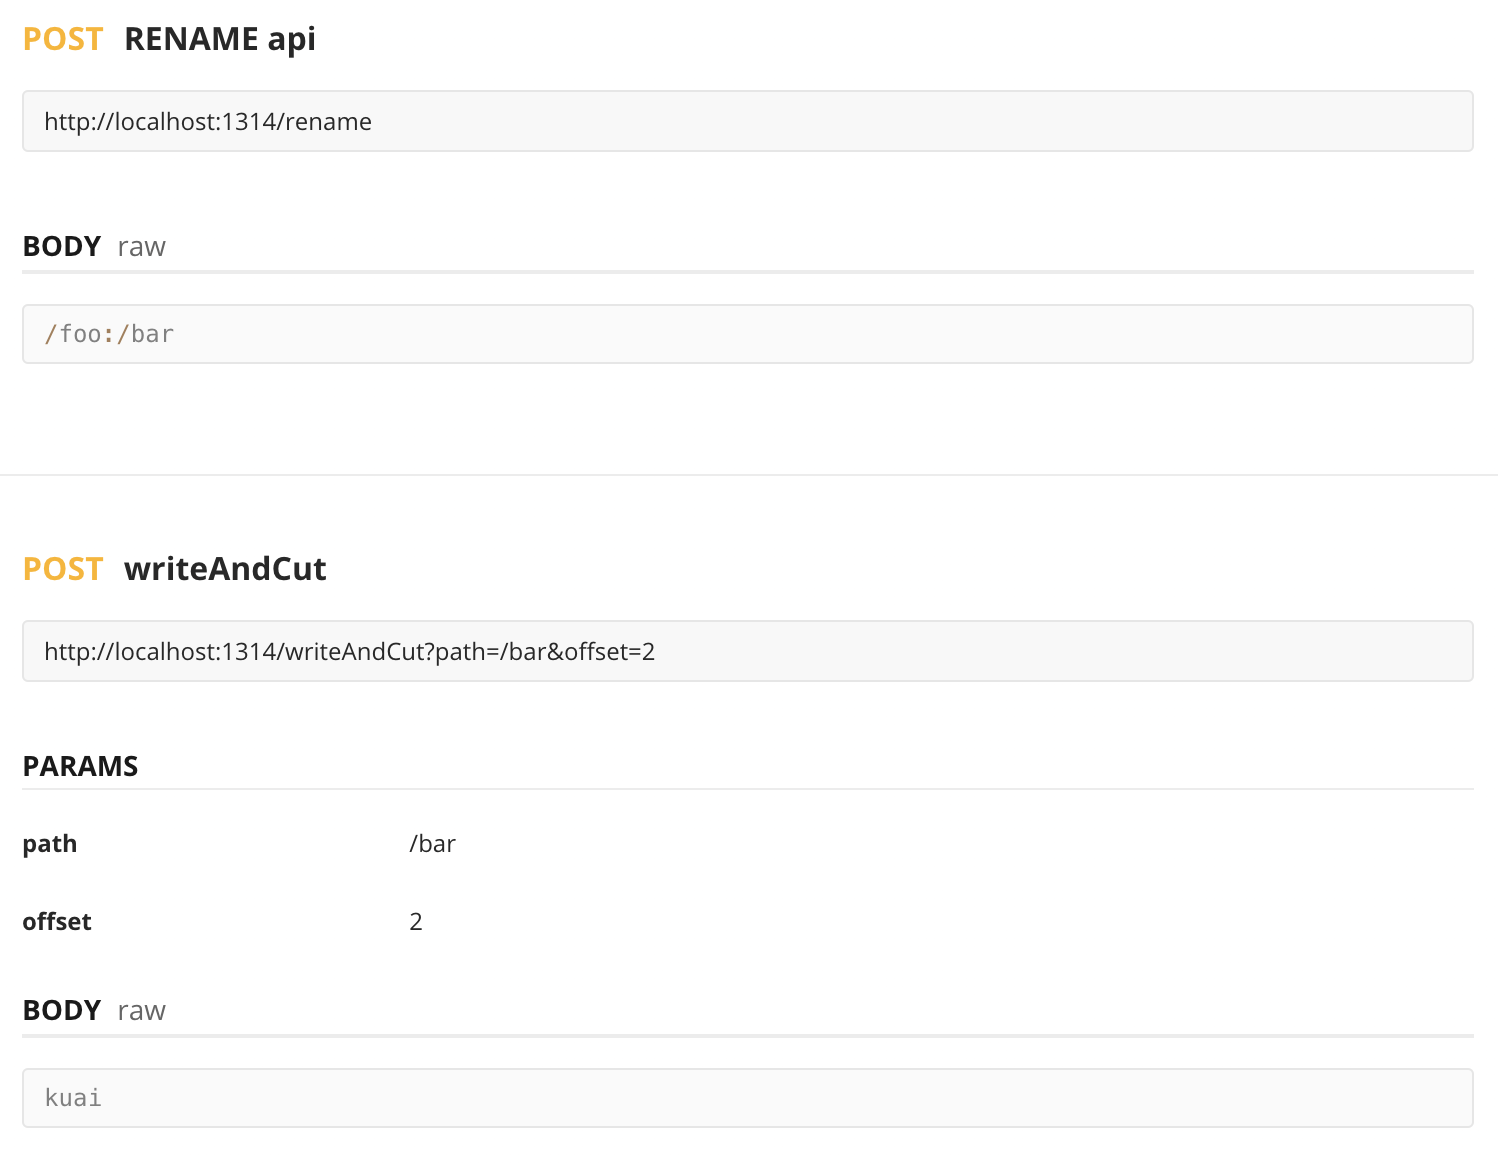 POST RENAME api
http://localhost:1314/rename
BODY raw
/foo:/bar
POST writeAndCut
http://localhost:1314/writeAndCut?path=/bar&offset=2
PARAMS
path /bar
offset 2
BODY raw
kuai